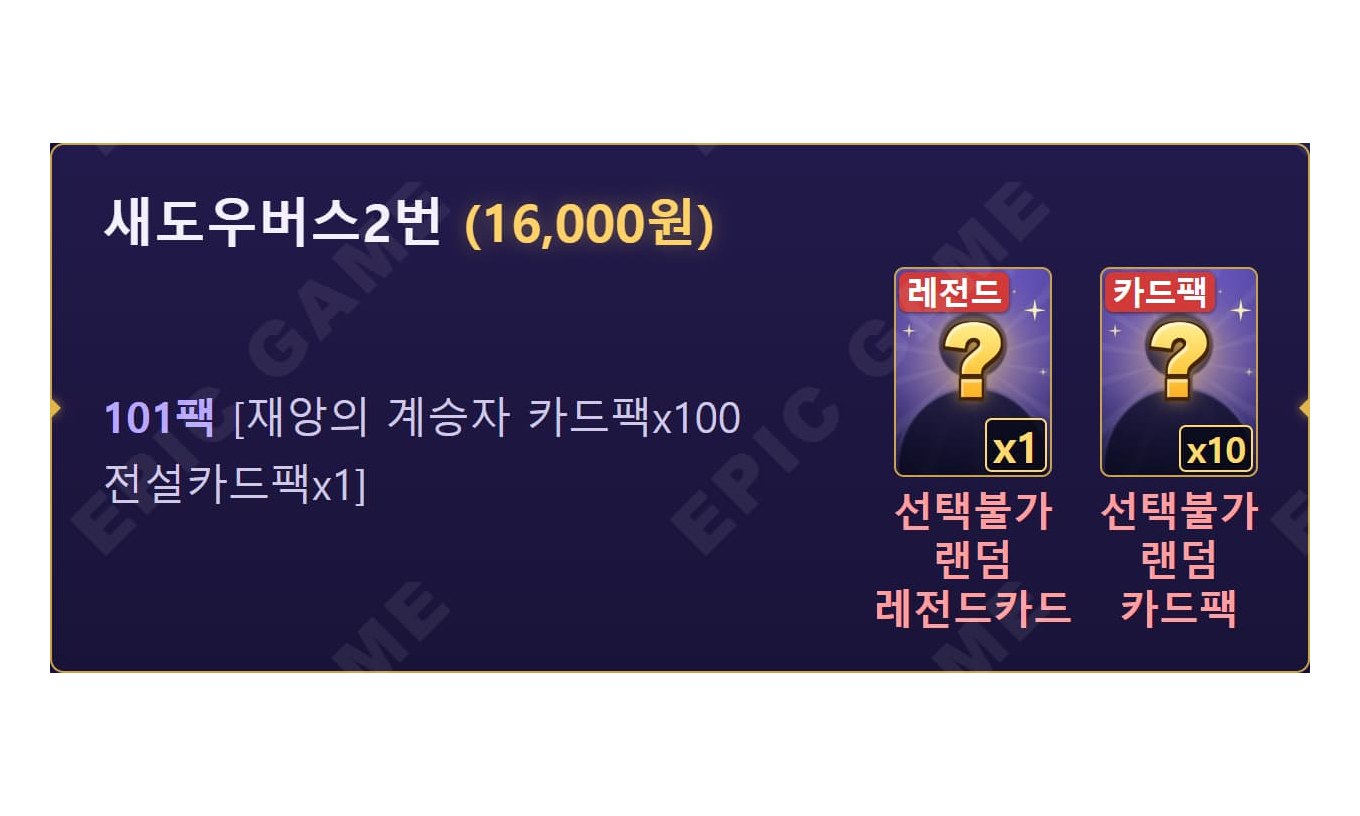 섀도우버스2번 (16,000원)
101팩 [재앙의 계승자 카드팩x100
전설카드팩x1]
레전드
?
x1
선택불가
랜덤
레전드카드
카드팩
?
x10
선택불가
랜덤
카드팩
EPIC GAME
EPIC GAME